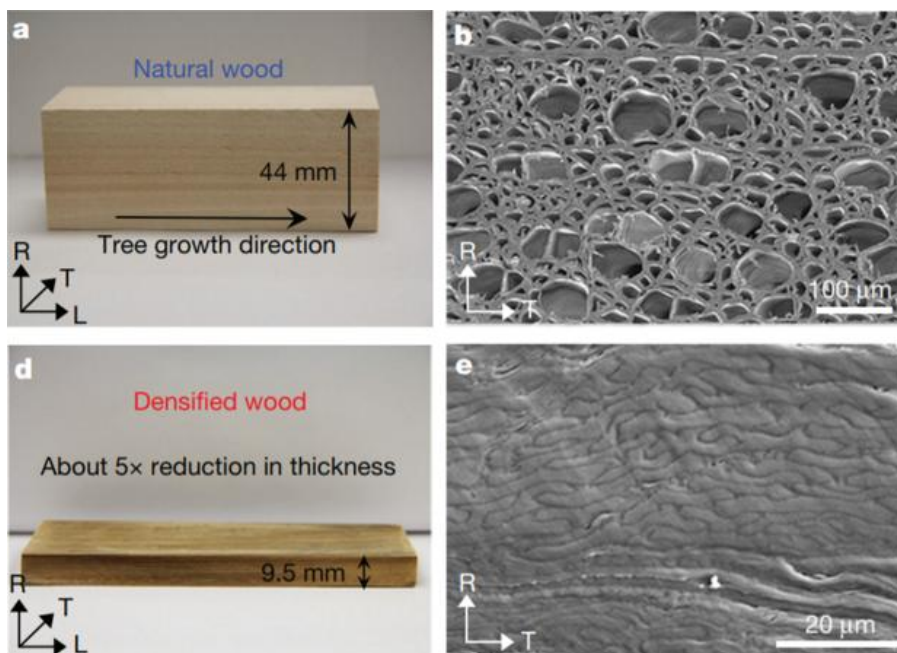 a
Natural wood
44 mm
Tree growth direction
R
T
L
b
R
T
100 μm
d
Densified wood
About 5× reduction in thickness
9.5 mm
R
T
L
e
R
T
20 μm